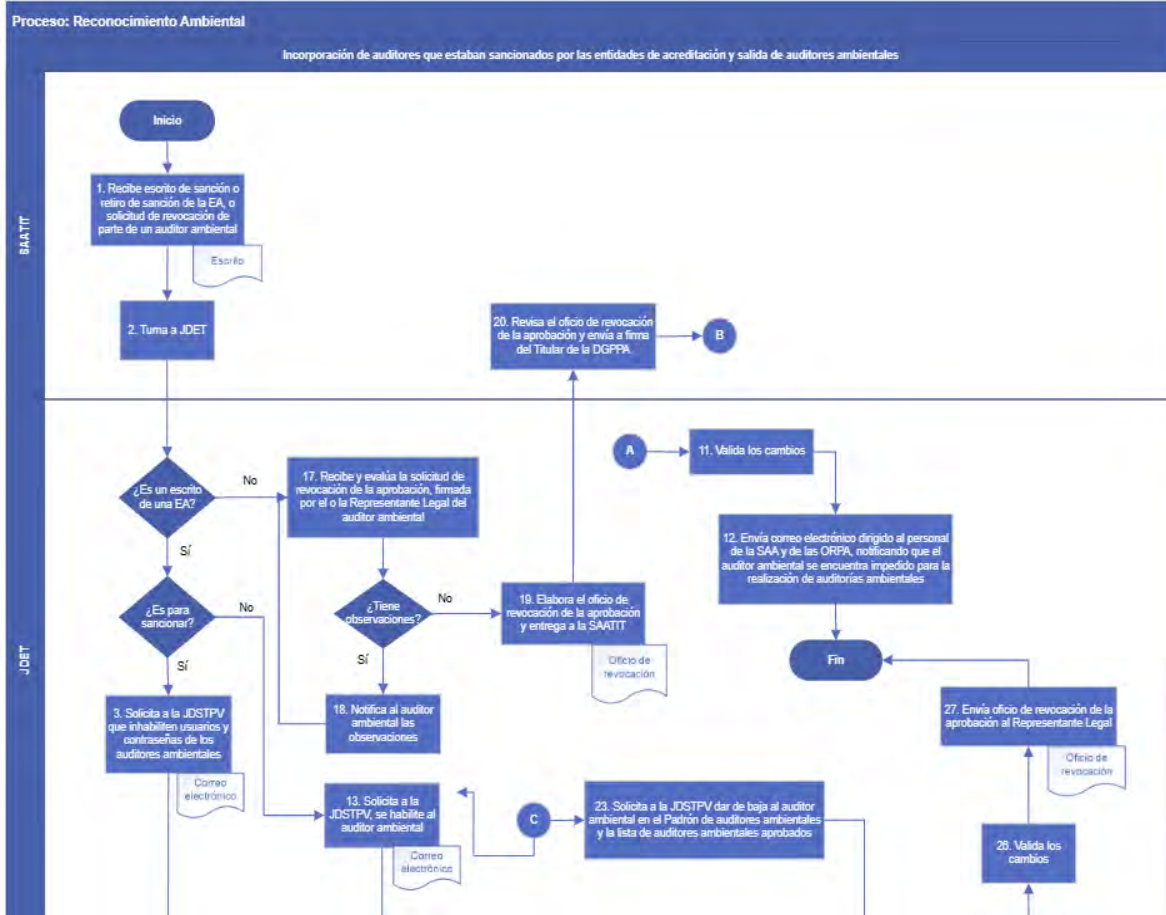 Proceso: Reconocimiento Ambiental
Incorporación de auditores que estaban sancionados por las entidades de acreditación y salida de auditores ambientales
SAATIT
Inicio
1. Recibe escrito de sanción o
retiro de sanción de la EA, o
solicitud de revocación de
parte de un auditor ambiental
Escrito
2. Turna a JDET
20. Revisa el oficio de revocación
de la aprobación y envía a firma
del Titular de la DGPPA
B
JDET
¿Es un escrito
de una EA?
No
Sí
17. Recibe y evalúa la solicitud de
revocación de la aprobación, firmada
por el o la Representante Legal del
auditor ambiental
A
11. Valida los cambios
12. Envía correo electrónico dirigido al personal
de la SAA y de las ORPA, notificando que el
auditor ambiental se encuentra impedido para la
realización de auditorías ambientales
¿Es para
sancionar?
No
Sí
¿Tiene
observaciones?
No
Sí
19. Elabora el oficio de
revocación de la aprobación
y entrega a la SAATIT
Oficio de
revocación
Fin
3. Solicita a la JDSTPV
que inhabiliten usuarios y
contraseñas de los
auditores ambientales
Correo
electrónico
18. Notifica al auditor
ambiental las
observaciones
27. Envía oficio de revocación de la
aprobación al Representante Legal
Oficio de
revocación
13. Solicita a la
JDSTPV, se habilite al
auditor ambiental
Correo
electrónico
C
23. Solicita a la JDSTPV dar de baja al auditor
ambiental en el Padrón de auditores ambientales
y la lista de auditores ambientales aprobados
26. Valida los
cambios